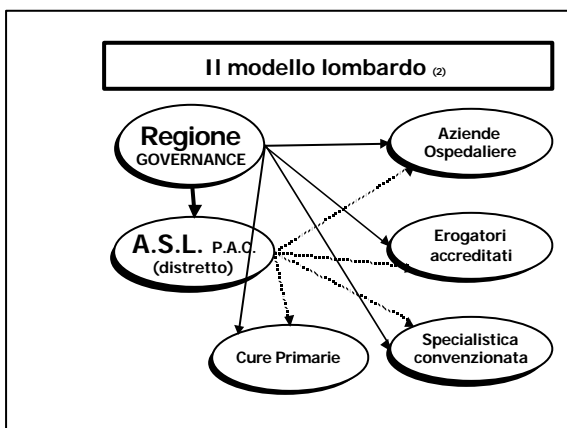 Il modello lombardo (2)
Regione
GOVERNANCE
Aziende
Ospedaliere
A.S.L. P.A.C.
(distretto)
Erogatori
accreditati
Cure Primarie
Specialistica
convenzionata